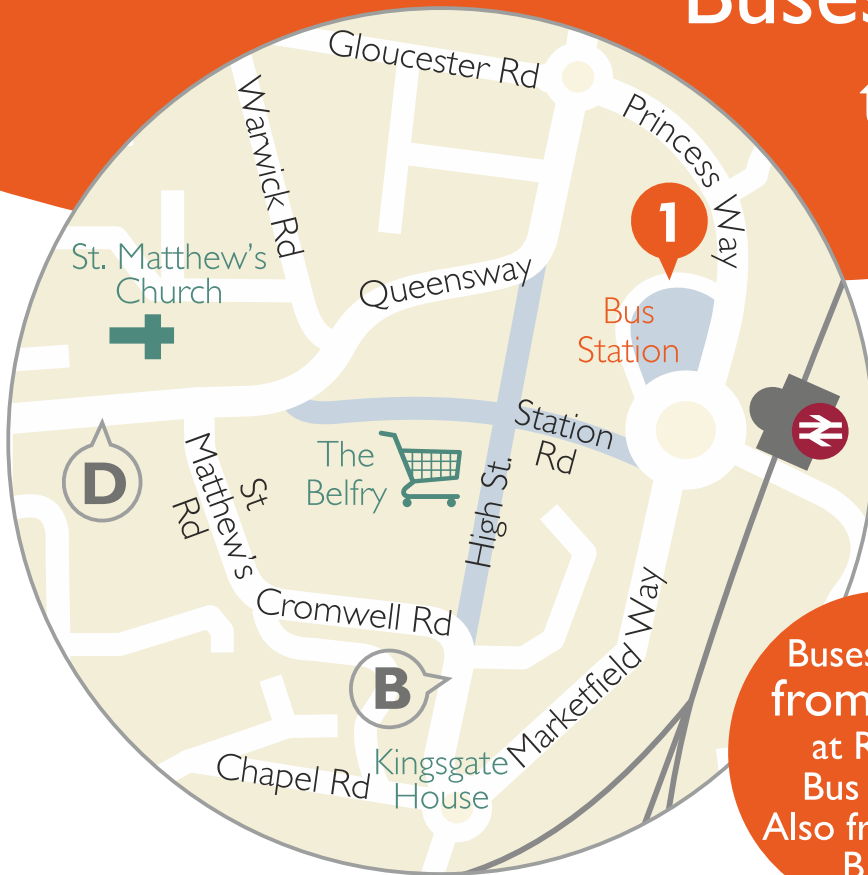 Buses
Gloucester Rd
Princess Way
Warwick Rd
1
St. Matthew's
Church
Queensway
Bus
Station
Station
Rd
The
Belfry
High St.
D
St
Matthew's
Rd
Cromwell Rd
Marketfield Way
B
Kingsgate
House
Chapel Rd
Buses
from
at R
Bus
Also fr
B